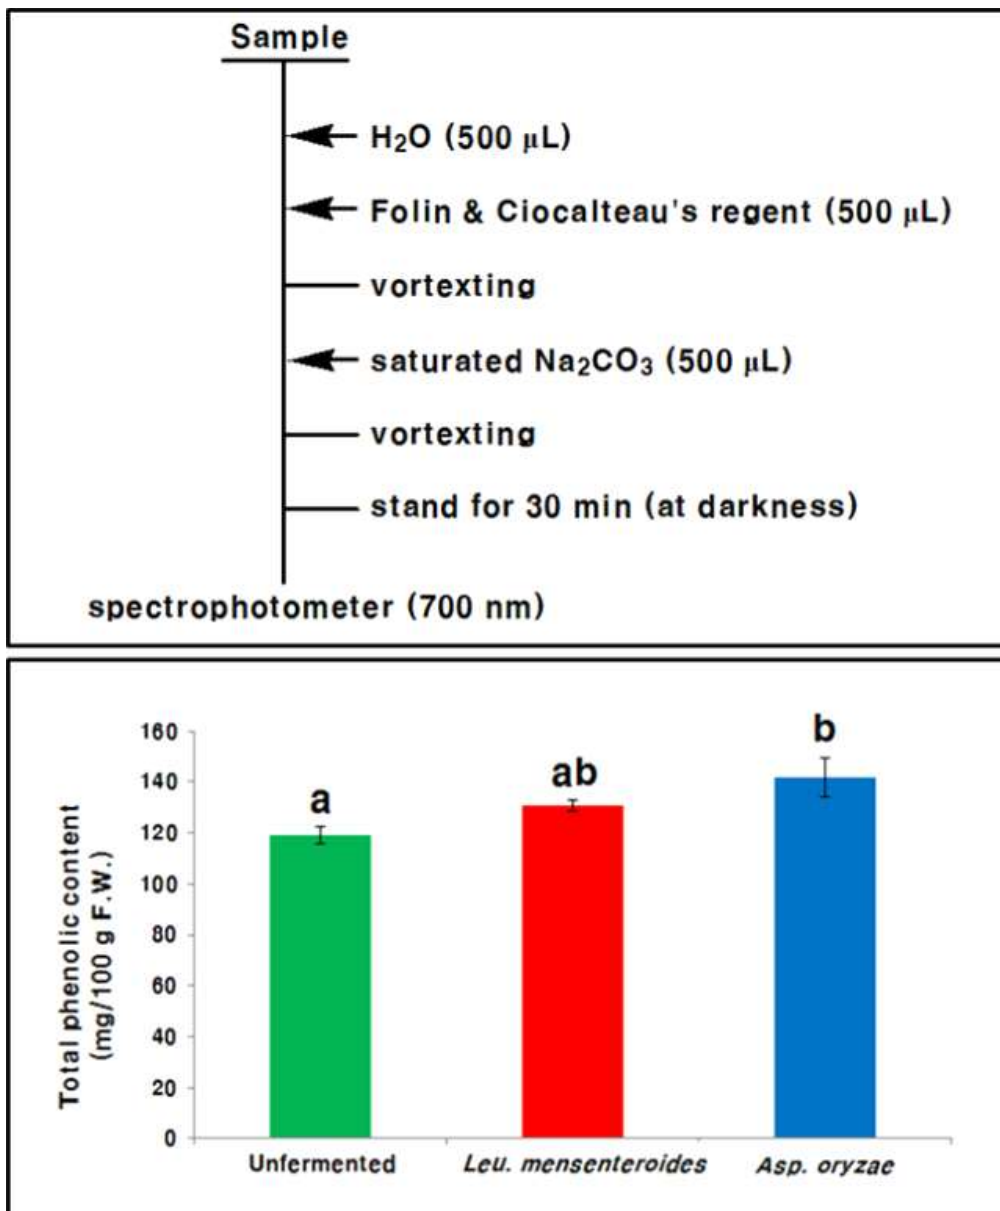 Sample
H₂O (500 μL)
Folin & Ciocalteau's regent (500 μL)
vortexting
saturated Na₂CO₃ (500 μL)
vortexting
stand for 30 min (at darkness)
spectrophotometer (700 nm)
Total phenolic content
(mg/100 g F.W.)
160
140
120
100
80
60
40
20
0
a
ab
b
Unfermented
Leu. mensenteroides
Asp. oryzae